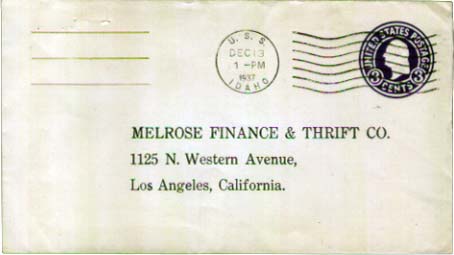 U. S. S.
DEC 13
1 - PM
1937
IDAHO
UNITED STATES POSTAGE
3 CENTS 3
MELROSE FINANCE & THRIFT CO.
1125 N. Western Avenue,
Los Angeles, California.